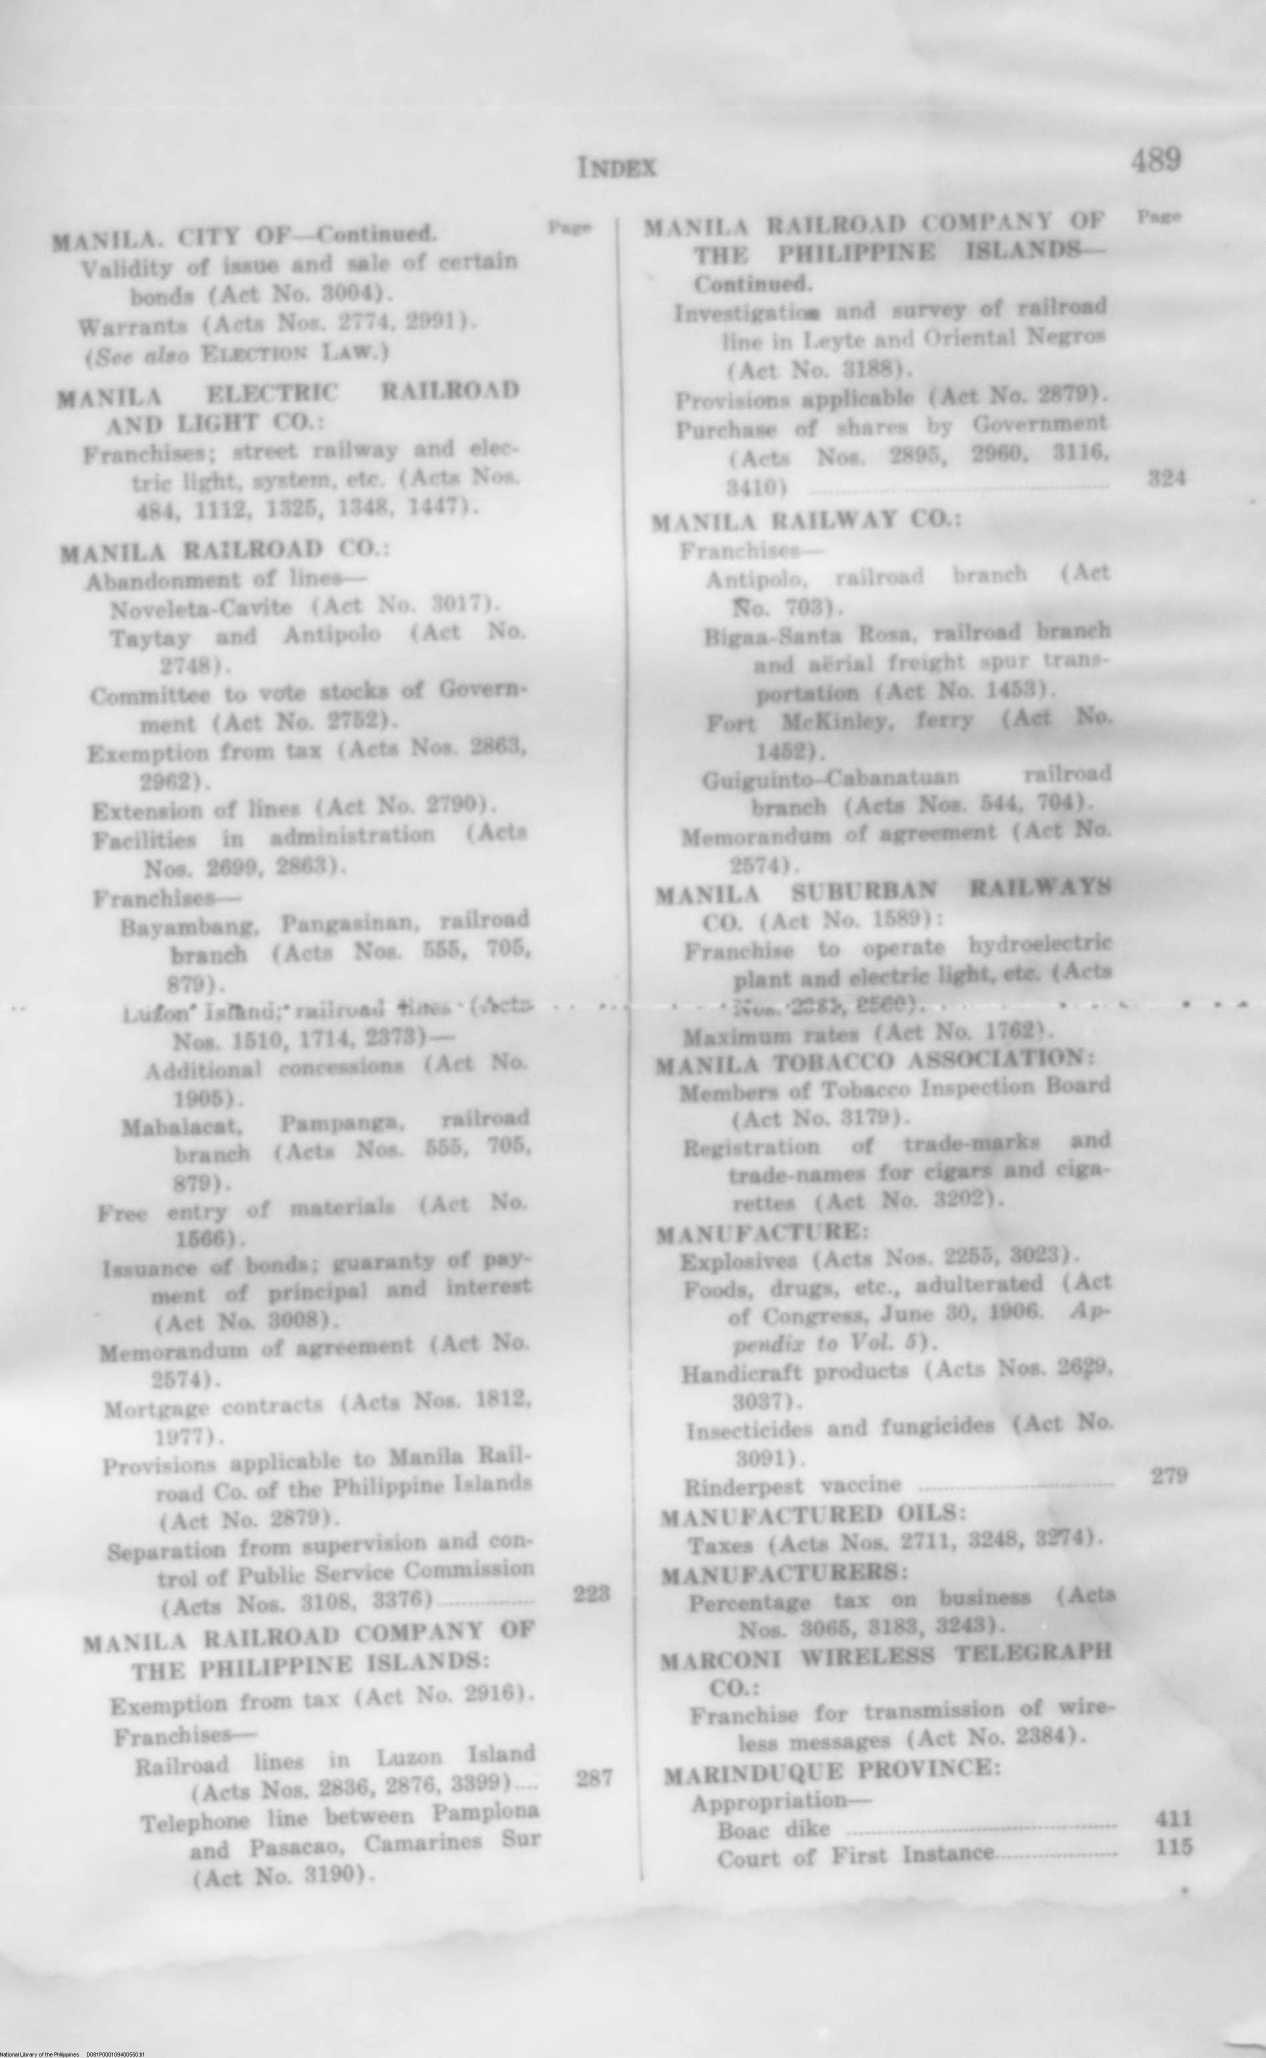 INDEX
489
Page
MANILA. CITY OF—Continued.
Validity of issue and sale of certain
bonds (Act No. 3004).
Warrants (Acts Nos. 2774, 2991).
(See also ELECTION LAW.)
MANILA ELECTRIC RAILROAD
AND LIGHT CO.:
Franchises; street railway and elec-
tric light, system, etc. (Acts Nos.
484, 1112, 1325, 1348, 1447).
MANILA RAILROAD CO.:
Abandonment of lines—
Noveleta-Cavite (Act No. 3017).
Taytay and Antipolo (Act No.
2748).
Committee to vote stocks of Govern-
ment (Act No. 2752).
Exemption from tax (Acts Nos. 2863,
2962).
Extension of lines (Act No. 2790).
Facilities in administration (Acts
Nos. 2699, 2863).
Franchises—
Bayambang, Pangasinan, railroad
branch (Acts Nos. 555, 705,
879).
Luzon Island; railroad lines (Acts
Nos. 1510, 1714, 2373)—
Additional concessions (Act No.
1905).
Mabalacat, Pampanga, railroad
branch (Acts Nos. 555, 705,
879).
Free entry of materials (Act No.
1566).
Issuance of bonds; guaranty of pay-
ment of principal and interest
(Act No. 3008).
Memorandum of agreement (Act No.
2574).
Mortgage contracts (Acts Nos. 1812,
1977).
Provisions applicable to Manila Rail-
road Co. of the Philippine Islands
(Act No. 2879).
Separation from supervision and con-
trol of Public Service Commission
(Acts Nos. 3108, 3376) ............... 223
MANILA RAILROAD COMPANY OF
THE PHILIPPINE ISLANDS:
Exemption from tax (Act No. 2916).
Franchises—
Railroad lines in Luzon Island
(Acts Nos. 2836, 2876, 3399).... 287
Telephone line between Pamplona
and Pasacao, Camarines Sur
(Act No. 3190).
Page
MANILA RAILROAD COMPANY OF
THE PHILIPPINE ISLANDS—
Continued.
Investigation and survey of railroad
line in Leyte and Oriental Negros
(Act No. 3188).
Provisions applicable (Act No. 2879).
Purchase of shares by Government
(Acts Nos. 2895, 2960, 3116,
3410) ............... 324
MANILA RAILWAY CO.:
Franchises—
Antipolo, railroad branch (Act
No. 703).
Bigaa-Santa Rosa, railroad branch
and aërial freight spur trans-
portation (Act No. 1453).
Fort McKinley, ferry (Act No.
1452).
Guiguinto-Cabanatuan railroad
branch (Acts Nos. 544, 704).
Memorandum of agreement (Act No.
2574).
MANILA SUBURBAN RAILWAYS
CO. (Act No. 1589):
Franchise to operate hydroelectric
plant and electric light, etc. (Acts
Nos.
Maximum rates (Act No. 1762).
MANILA TOBACCO ASSOCIATION:
Members of Tobacco Inspection Board
(Act No. 3179).
Registration of trade-marks and
trade-names for cigars and ciga-
rettes (Act No. 3202).
MANUFACTURE:
Explosives (Acts Nos. 2255, 3023).
Foods, drugs, etc., adulterated (Act
of Congress, June 30, 1906. Ap-
pendix to Vol. 5).
Handicraft products (Acts Nos. 2629,
3037).
Insecticides and fungicides (Act No.
3091).
Rinderpest vaccine ............... 279
MANUFACTURED OILS:
Taxes (Acts Nos. 2711, 3248, 3274).
MANUFACTURERS:
Percentage tax on business (Acts
Nos. 3065, 3183, 3243).
MARCONI WIRELESS TELEGRAPH
CO.:
Franchise for transmission of wire-
less messages (Act No. 2384).
MARINDUQUE PROVINCE:
Appropriation—
Boac dike ............... 411
Court of First Instance............... 115
National Library of the Philippines